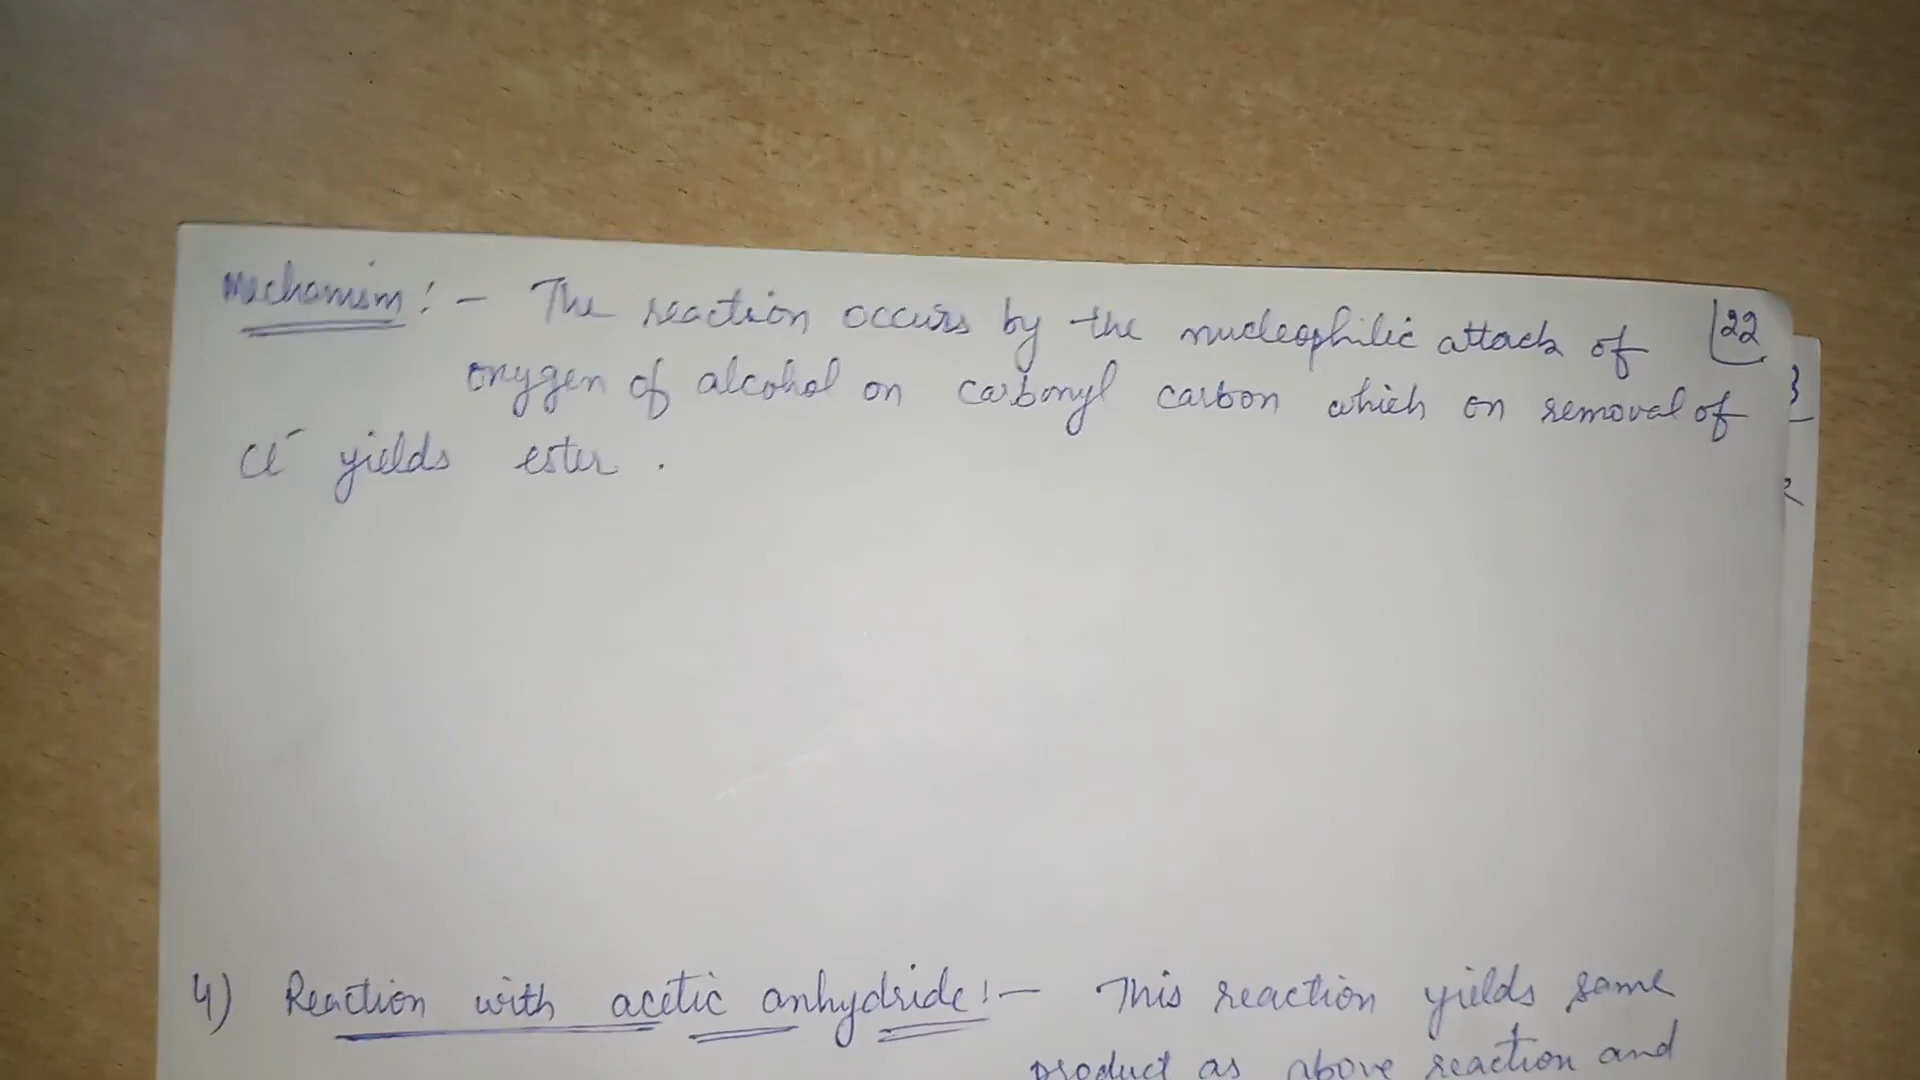 Mechanism:- The reaction occurs by the nucleophilic attack of 22
oxygen of alcohol on carbonyl carbon which on removal of
Cl⁻ yields ester.
4) Reaction with acetic anhydride:- This reaction yields same
product as above reaction and